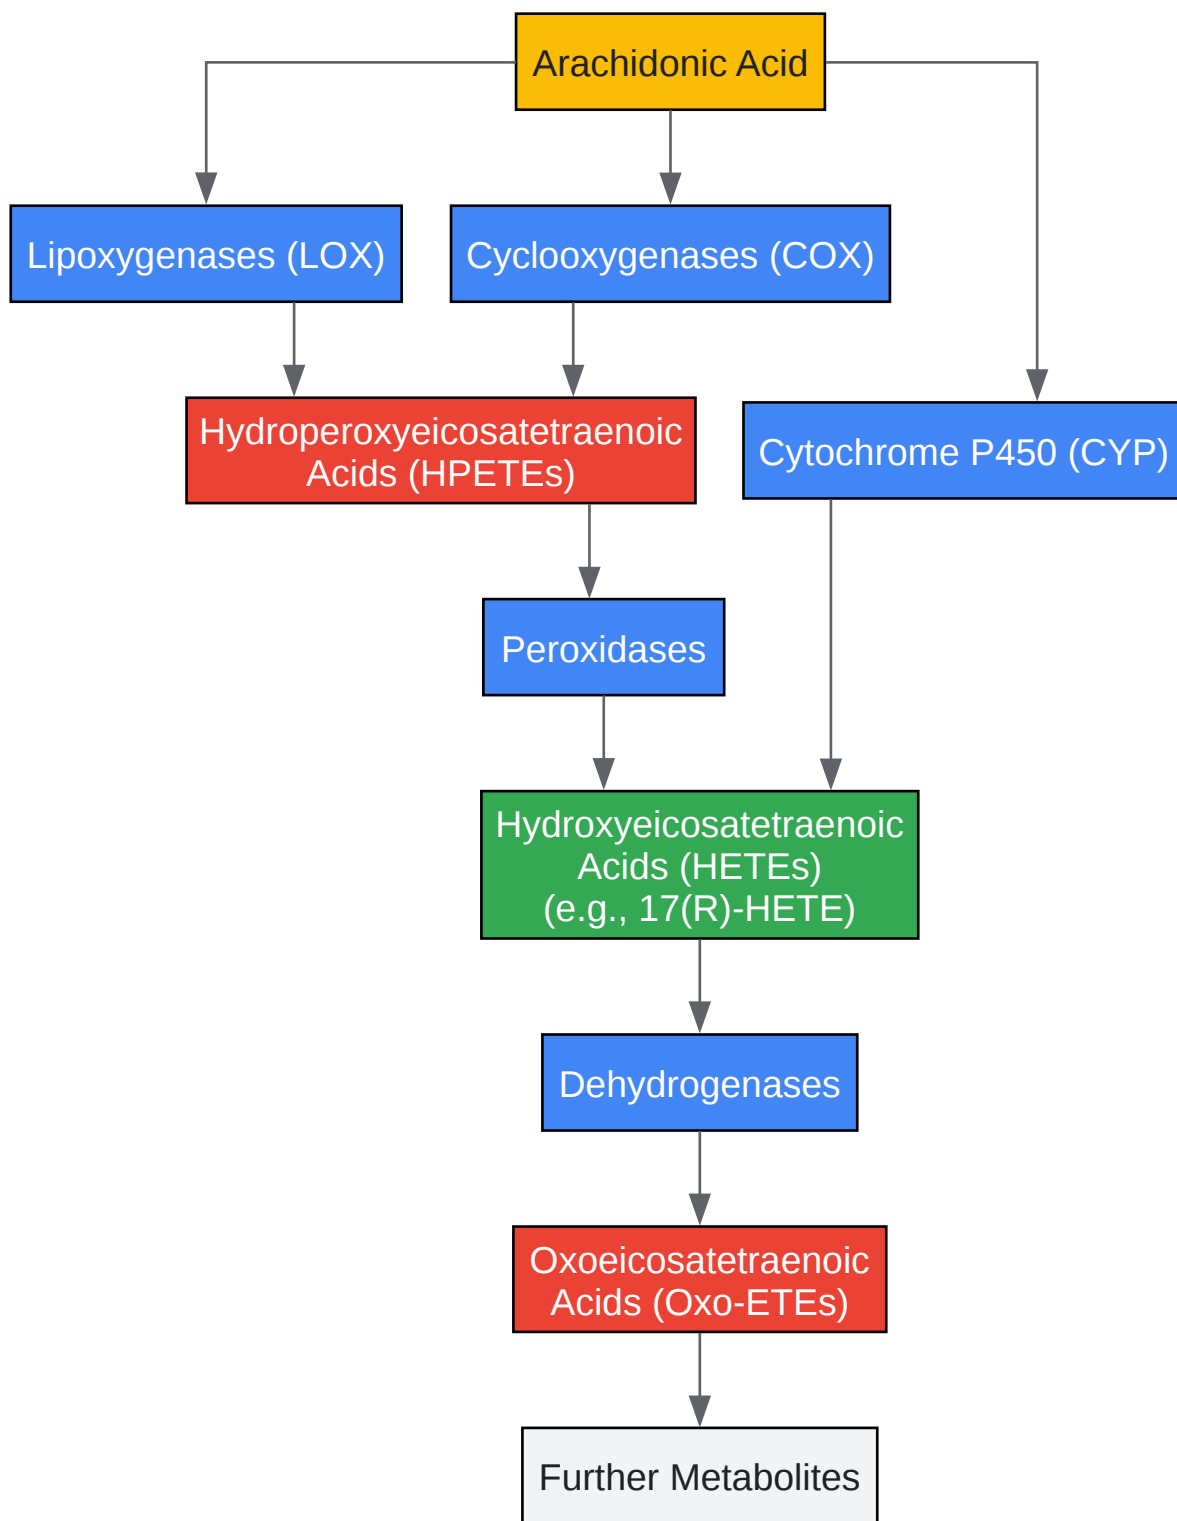 Arachidonic Acid
Lipoxygenases (LOX)
Cyclooxygenases (COX)
Hydroperoxyeicosatetraenoic
Acids (HPETEs)
Cytochrome P450 (CYP)
Peroxidases
Hydroxyeicosatetraenoic
Acids (HETEs)
(e.g., 17(R)-HETE)
Dehydrogenases
Oxoeicosatetraenoic
Acids (Oxo-ETEs)
Further Metabolites